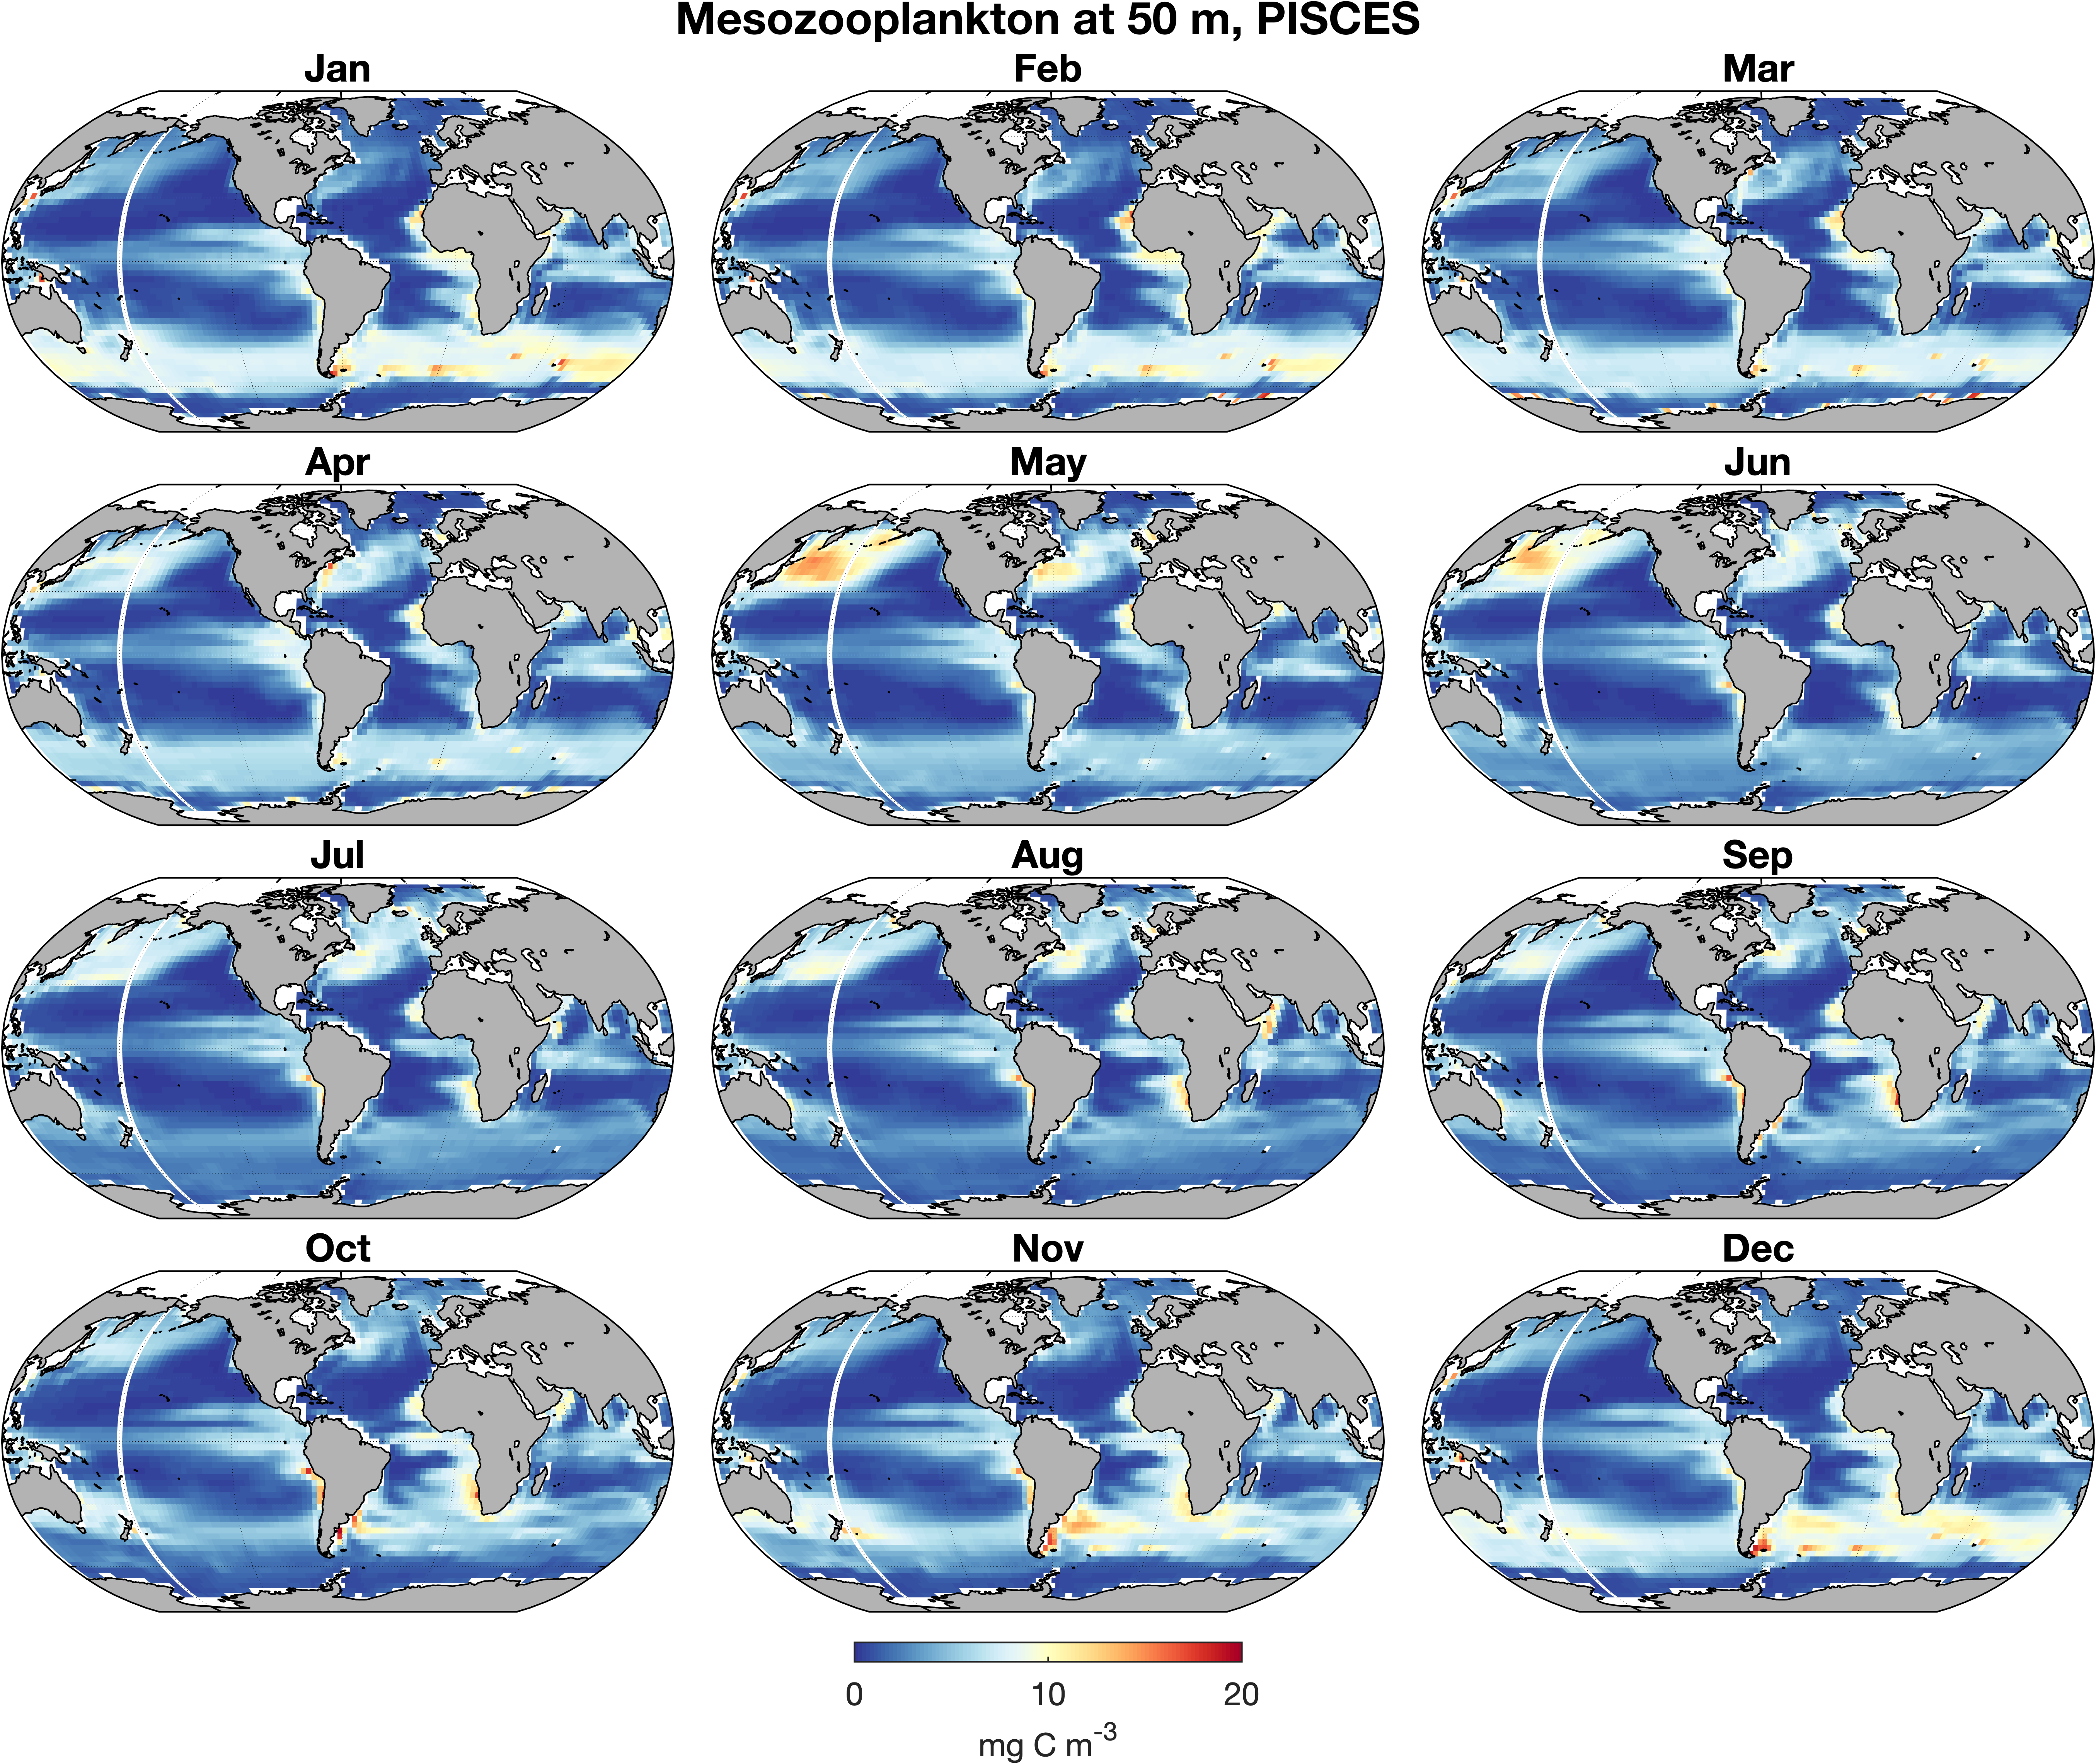 Mesozooplankton at 50 m, PISCES
Jan Feb Mar
Apr May Jun
Jul Aug Sep
Oct Nov Dec
0 10 20
mg C m⁻³